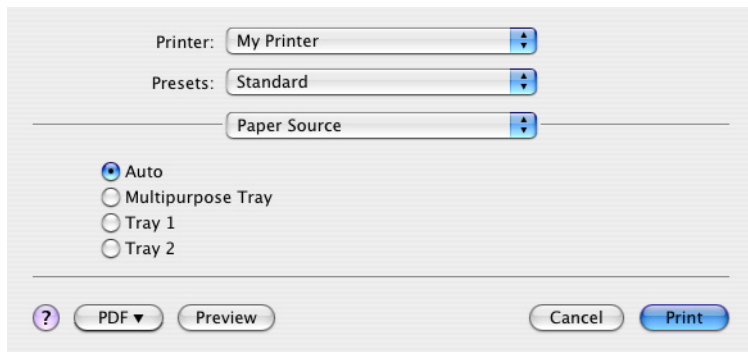 Printer: My Printer
Presets: Standard
Paper Source
Auto
Multipurpose Tray
Tray 1
Tray 2
? PDF ▼ Preview Cancel Print